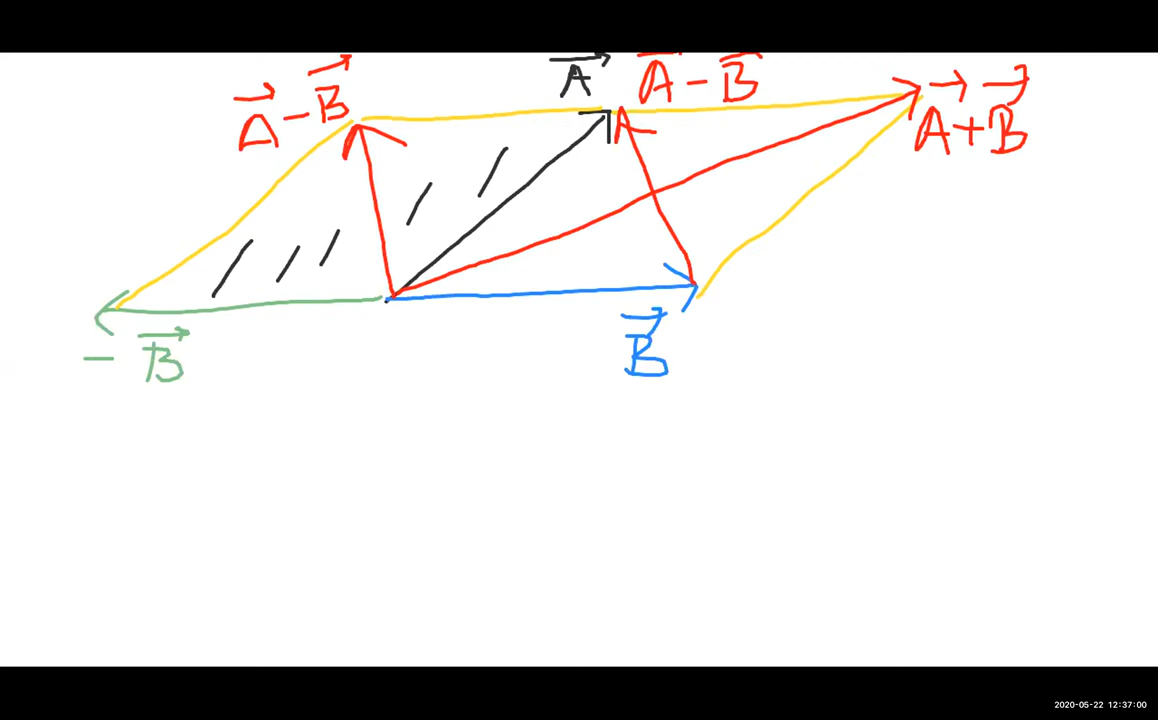 A⃗ - B⃗
A⃗
A⃗ - B⃗
A⃗ + B⃗
- B⃗
B⃗
2020-05-22 12:37:00